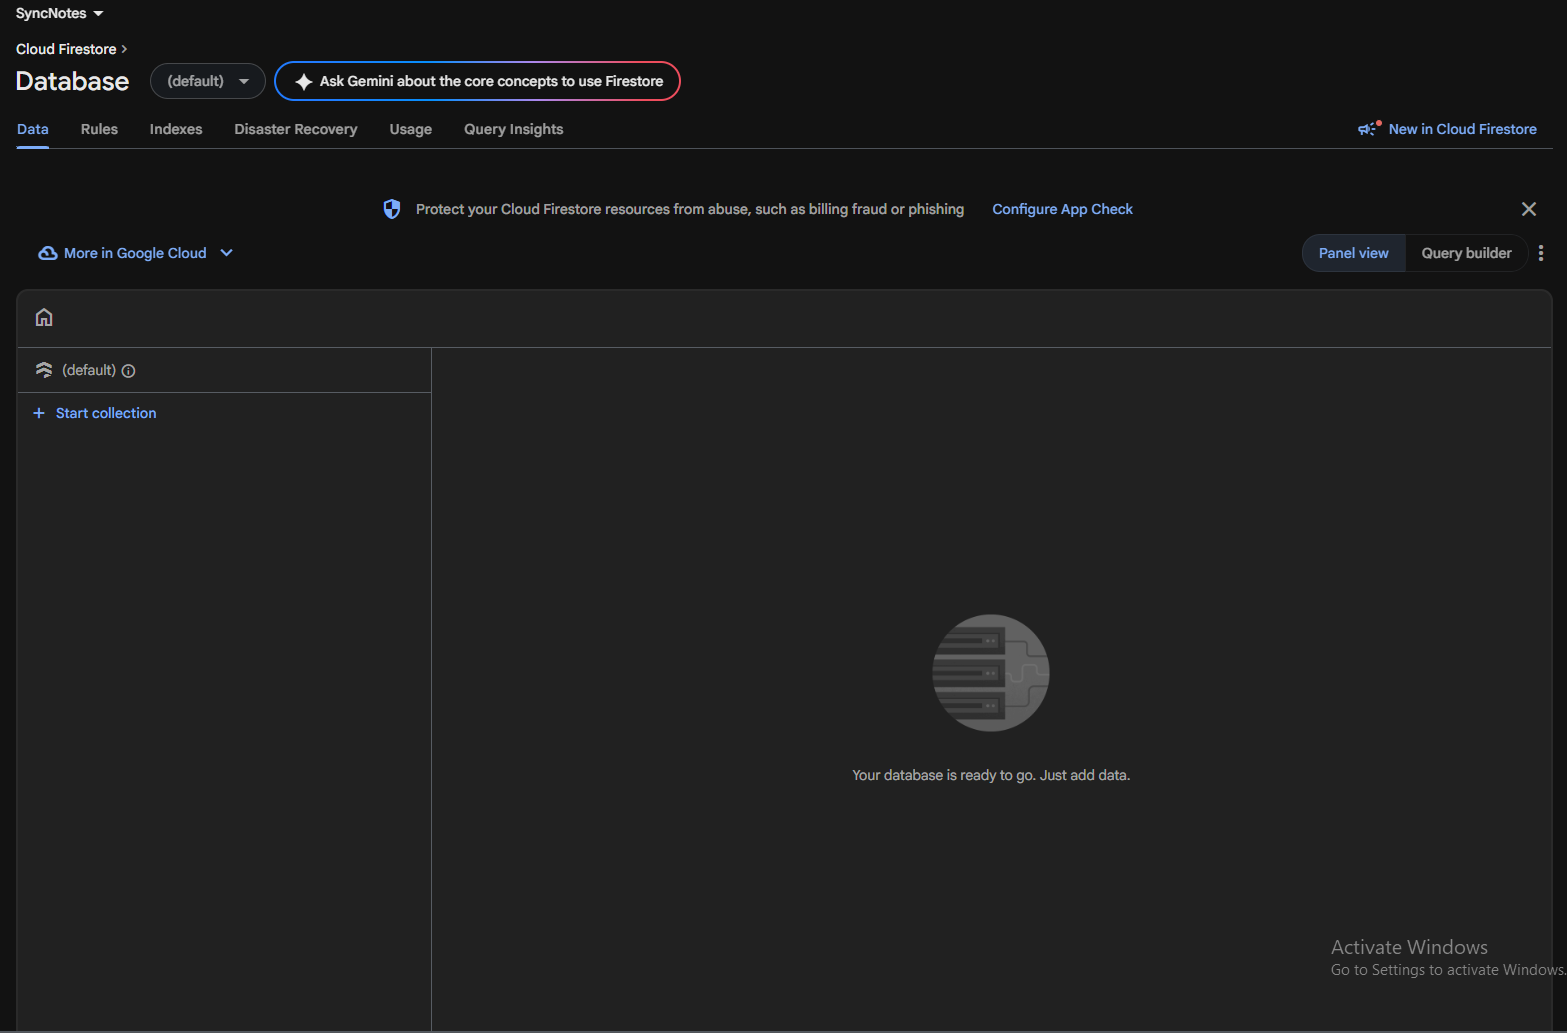 SyncNotes
Cloud Firestore
Database
(default)
Ask Gemini about the core concepts to use Firestore
Data
Rules
Indexes
Disaster Recovery
Usage
Query Insights
New in Cloud Firestore
Protect your Cloud Firestore resources from abuse, such as billing fraud or phishing
Configure App Check
More in Google Cloud
Panel view
Query builder
(default)
Start collection
Your database is ready to go. Just add data.
Activate Windows
Go to Settings to activate Windows.